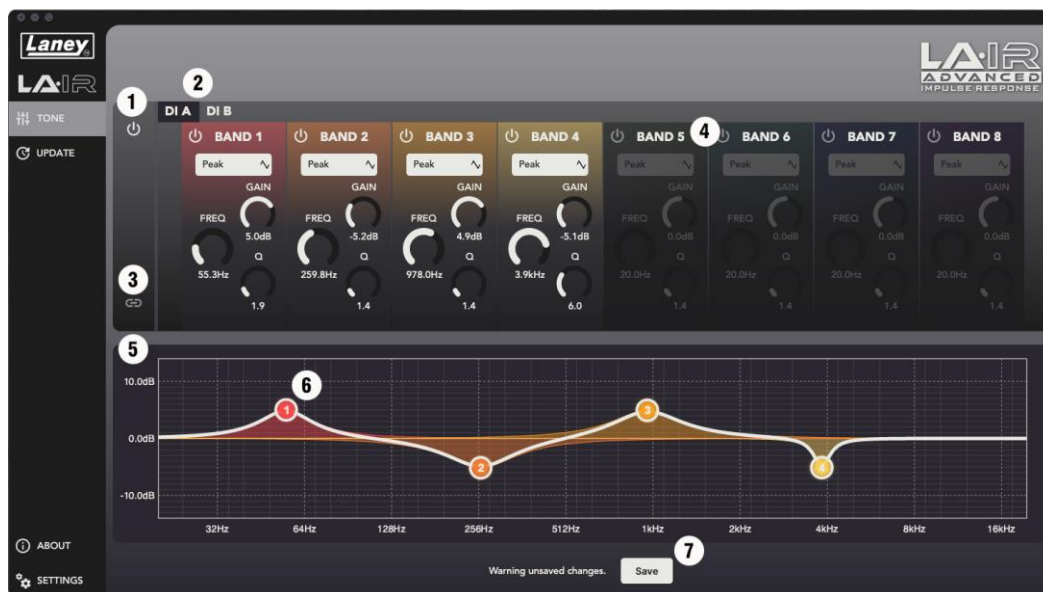 Laney
LA·IR
TONE
UPDATE
ABOUT
SETTINGS
LA·IR
ADVANCED
IMPULSE RESPONSE
1
2
DI A DI B
BAND 1 BAND 2 BAND 3 BAND 4 BAND 5 4 BAND 6 BAND 7 BAND 8
Peak Peak Peak Peak Peak Peak Peak Peak
GAIN GAIN GAIN GAIN GAIN GAIN GAIN GAIN
FREQ FREQ FREQ FREQ FREQ FREQ FREQ FREQ
5.0dB -5.2dB 4.9dB -5.1dB 0.0dB 0.0dB 0.0dB 0.0dB
Q Q Q Q Q Q Q Q
55.3Hz 259.8Hz 978.0Hz 3.9kHz 20.0Hz 20.0Hz 20.0Hz 20.0Hz
3
1.9 1.4 1.4 6.0 1.4 1.4 1.4 1.4
5
10.0dB
6
1 3
0.0dB
2 4
-10.0dB
32Hz 64Hz 128Hz 256Hz 512Hz 1kHz 2kHz 4kHz 8kHz 16kHz
7
Warning unsaved changes. Save